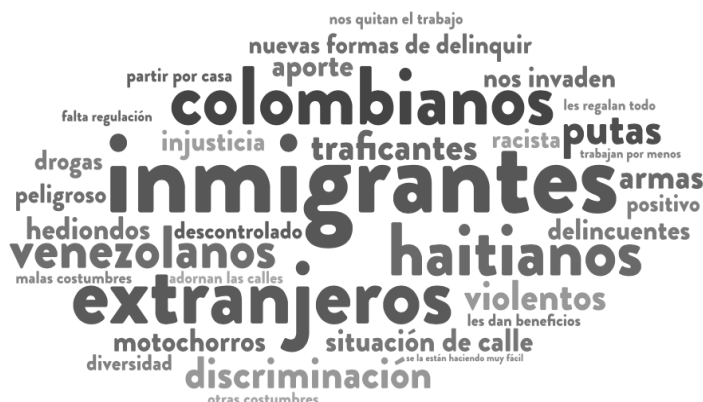 nos quitan el trabajo
nuevas formas de delinquir
aporte
partir por casa
nos invaden
colombianos
les regalan todo
falta regulación
putas
injusticia
traficantes
racista
trabajan por menos
drogas
inmigrantes
armas
peligroso
positivo
hediondos
descontrolado
delincuentes
venezolanos
haitianos
malas costumbres
adornan las calles
extranjeros
violentos
les dan beneficios
motochorros
situación de calle
se la están haciendo muy fácil
diversidad
discriminación
otras costumbres